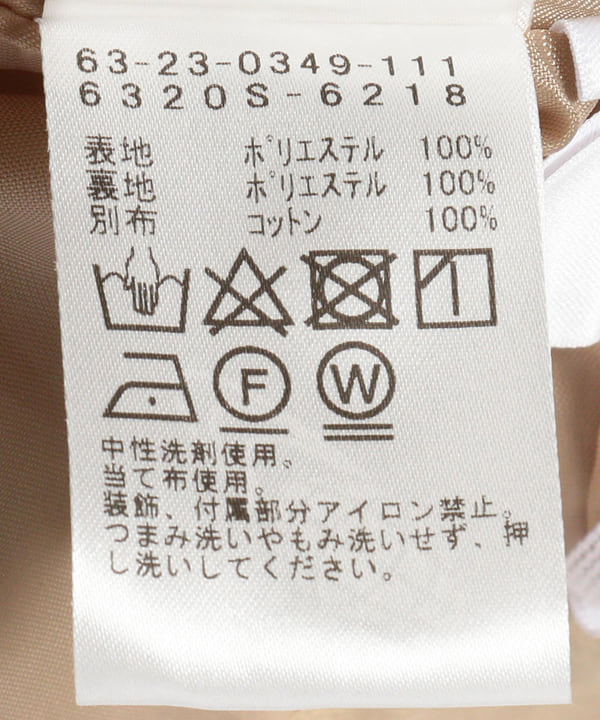 63-23-0349-111
6320S-6218
表地 ポリエステル 100%
裏地 ポリエステル 100%
別布 コットン 100%
F W
中性洗剤使用。
当て布使用。
装飾、付属部分アイロン禁止。
つまみ洗いやもみ洗いせず、押
し洗いしてください。